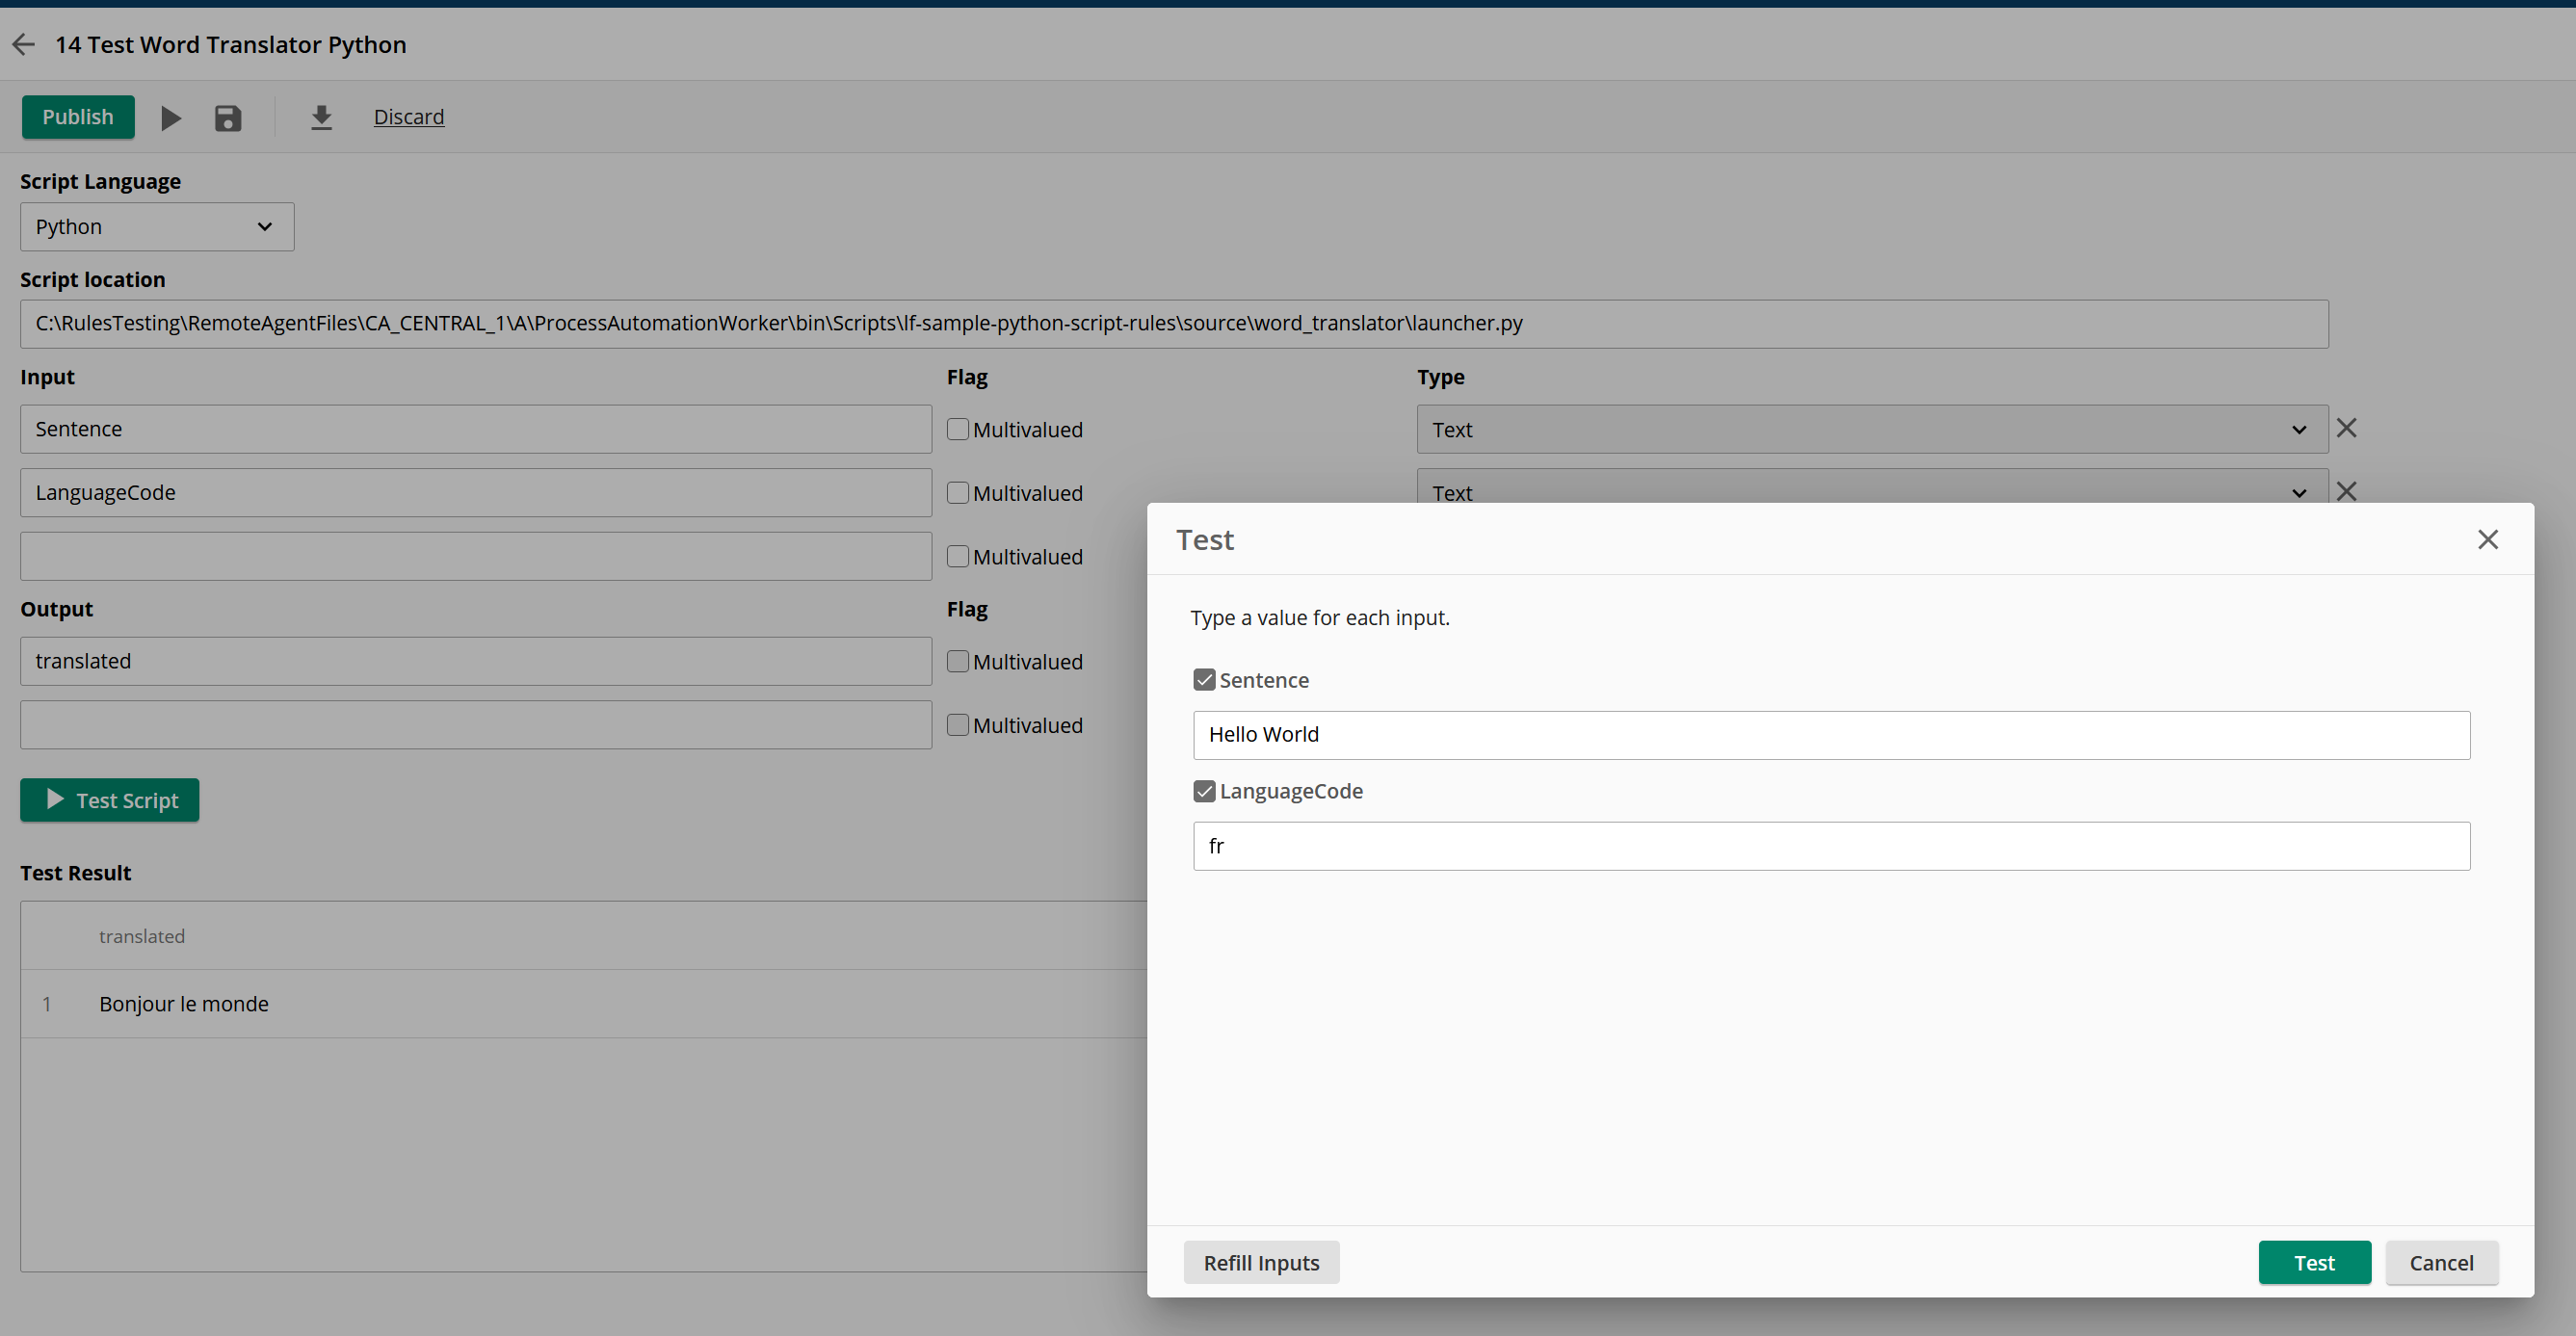 14 Test Word Translator Python
Publish Discard
Script Language
Python
Script location
C:\RulesTesting\RemoteAgentFiles\CA_CENTRAL_1\A\ProcessAutomationWorker\bin\Scripts\lf-sample-python-script-rules\source\word_translator\launcher.py
Input Flag Type
Sentence Multivalued Text
LanguageCode Multivalued Text
Multivalued
Output Flag
translated Multivalued
Multivalued
Test Script
Test Result
translated
1 Bonjour le monde
Test
Type a value for each input.
Sentence
Hello World
LanguageCode
fr
Refill Inputs Test Cancel